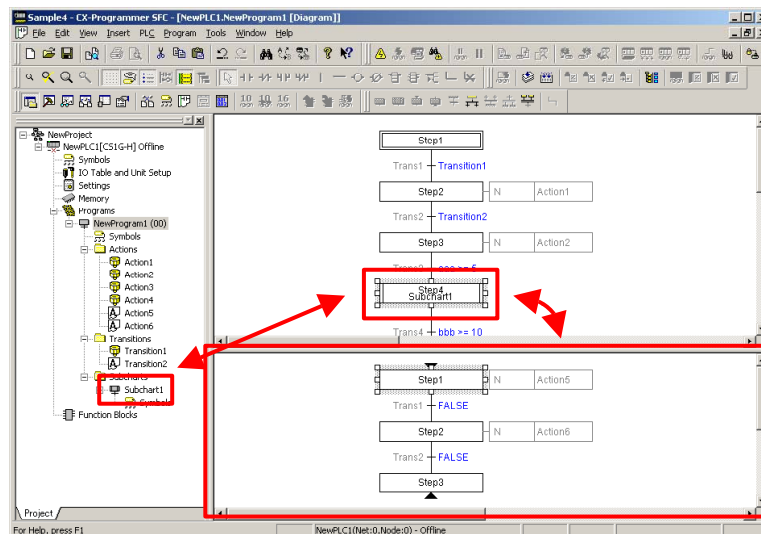 Sample4 - CX-Programmer SFC - [NewPLC1.NewProgram1 [Diagram]]
File Edit View Insert PLC Program Tools Window Help
10 10 16
NewProject
NewPLC1[CS1G-H] Offline
Symbols
IO Table and Unit Setup
Settings
Memory
Programs
NewProgram1 (00)
Symbols
Actions
Action1
Action2
Action3
Action4
Action5
Action6
Transitions
Transition1
Transition2
Subcharts
Subchart1
Symbols
Function Blocks
Project
Step1
Trans1 Transition1
Step2 N Action1
Trans2 Transition2
Step3 N Action2
Step4
Subchart1
Trans4 bbb >= 10
Step1 N Action5
Trans1 FALSE
Step2 N Action6
Trans2 FALSE
Step3
For Help, press F1
NewPLC1(Net:0,Node:0) - Offline